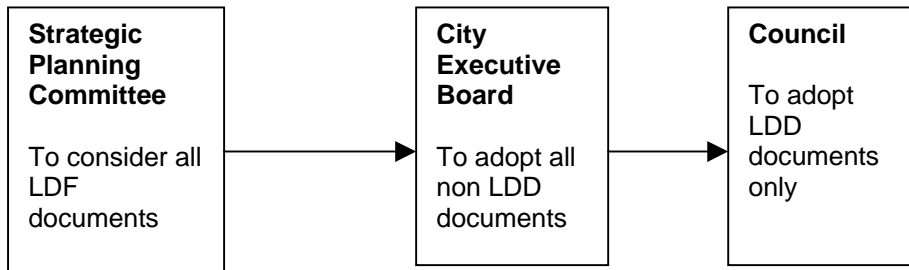 Strategic
Planning
Committee
To consider all
LDF
documents
City
Executive
Board
To adopt all
non LDD
documents
Council
To adopt
LDD
documents
only